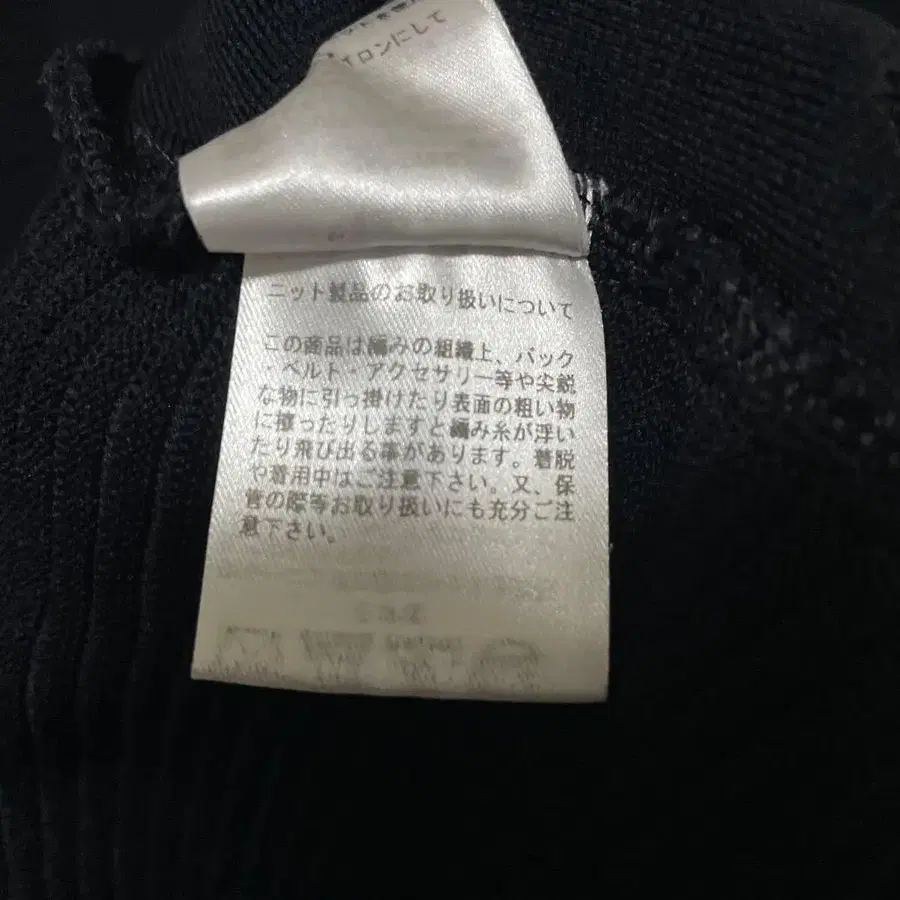 イロンにして
ニット製品のお取り扱いについて
この商品は編みの組織上、バック
・ベルト・アクセサリー等や尖鋭
な物に引っ掛けたり表面の粗い物
に擦ったりしますと編み糸が浮い
たり飛び出る事があります。着脱
や着用中はご注意下さい。又、保
管の際等お取り扱いにも充分ご注
意下さい。